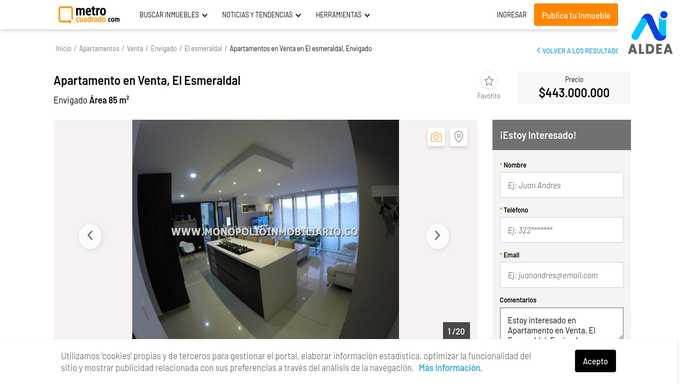 metro
cuadrado.com
BUSCAR INMUEBLES
NOTICIAS Y TENDENCIAS
HERRAMIENTAS
INGRESAR
Publica tu Inmueble
ALDEA
Inicio / Apartamentos / Venta / Envigado / El esmeraldal / Apartamentos en Venta en El esmeraldal, Envigado
VOLVER A LOS RESULTADO
Apartamento en Venta, El Esmeraldal
Envigado Área 85 m²
Favorito
Precio
$443.000.000
WWW.MONOPOLIOINMOBILIARIO.CO
1 / 20
¡Estoy Interesado!
* Nombre
Ej: Juan Andres
* Teléfono
Ej: 322*******
* Email
Ej: juanandres@email.com
Comentarios
Estoy interesado en
Apartamento en Venta, El
Utilizamos 'cookies' propias y de terceros para gestionar el portal, elaborar información estadística, optimizar la funcionalidad del
sitio y mostrar publicidad relacionada con sus preferencias a través del análisis de la navegación. Más información.
Acepto